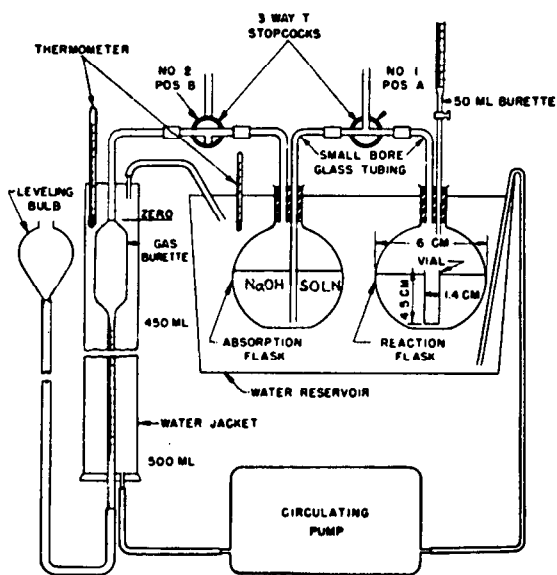 3 WAY T
STOPCOCKS
THERMOMETER
NO 2
POS B
NO 1
POS A
50 ML BURETTE
SMALL BORE
GLASS TUBING
LEVELING
BULB
ZERO
GAS
BURETTE
6 CM
VIAL
NaOH SOLN
4.5 CM
1.4 CM
450 ML
ABSORPTION
FLASK
REACTION
FLASK
WATER RESERVOIR
WATER JACKET
500 ML
CIRCULATING
PUMP